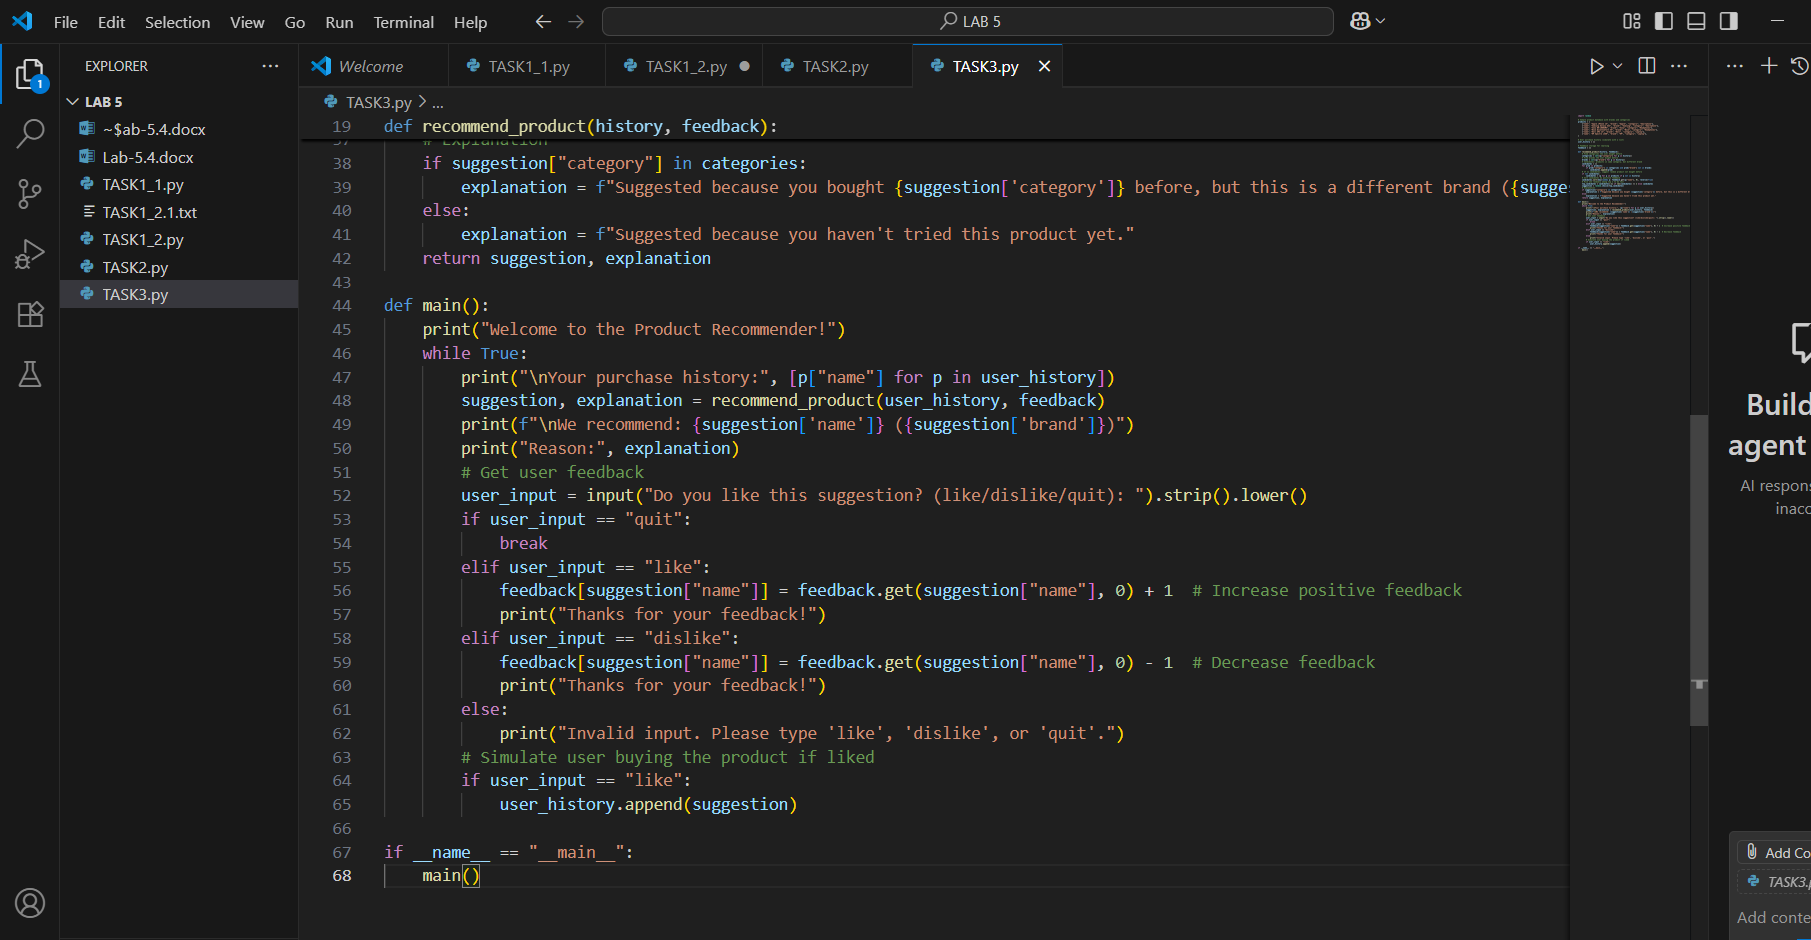 File Edit Selection View Go Run Terminal Help
LAB 5
EXPLORER
Welcome
TASK1_1.py
TASK1_2.py
TASK2.py
TASK3.py
1
LAB 5
~$ab-5.4.docx
Lab-5.4.docx
TASK1_1.py
TASK1_2.1.txt
TASK1_2.py
TASK2.py
TASK3.py
TASK3.py > ...
19 def recommend_product(history, feedback):
37 # Explanation
38 if suggestion["category"] in categories:
39 explanation = f"Suggested because you bought {suggestion['category']} before, but this is a different brand ({sugge
40 else:
41 explanation = f"Suggested because you haven't tried this product yet."
42 return suggestion, explanation
43
44 def main():
45 print("Welcome to the Product Recommender!")
46 while True:
47 print("\nYour purchase history:", [p["name"] for p in user_history])
48 suggestion, explanation = recommend_product(user_history, feedback)
49 print(f"\nWe recommend: {suggestion['name']} ({suggestion['brand']})")
50 print("Reason:", explanation)
51 # Get user feedback
52 user_input = input("Do you like this suggestion? (like/dislike/quit): ").strip().lower()
53 if user_input == "quit":
54 break
55 elif user_input == "like":
56 feedback[suggestion["name"]] = feedback.get(suggestion["name"], 0) + 1 # Increase positive feedback
57 print("Thanks for your feedback!")
58 elif user_input == "dislike":
59 feedback[suggestion["name"]] = feedback.get(suggestion["name"], 0) - 1 # Decrease feedback
60 print("Thanks for your feedback!")
61 else:
62 print("Invalid input. Please type 'like', 'dislike', or 'quit'.")
63 # Simulate user buying the product if liked
64 if user_input == "like":
65 user_history.append(suggestion)
66
67 if __name__ == "__main__":
68 main()
Build
agent
AI respons
inacc
Add Co
TASK3.p
Add conte